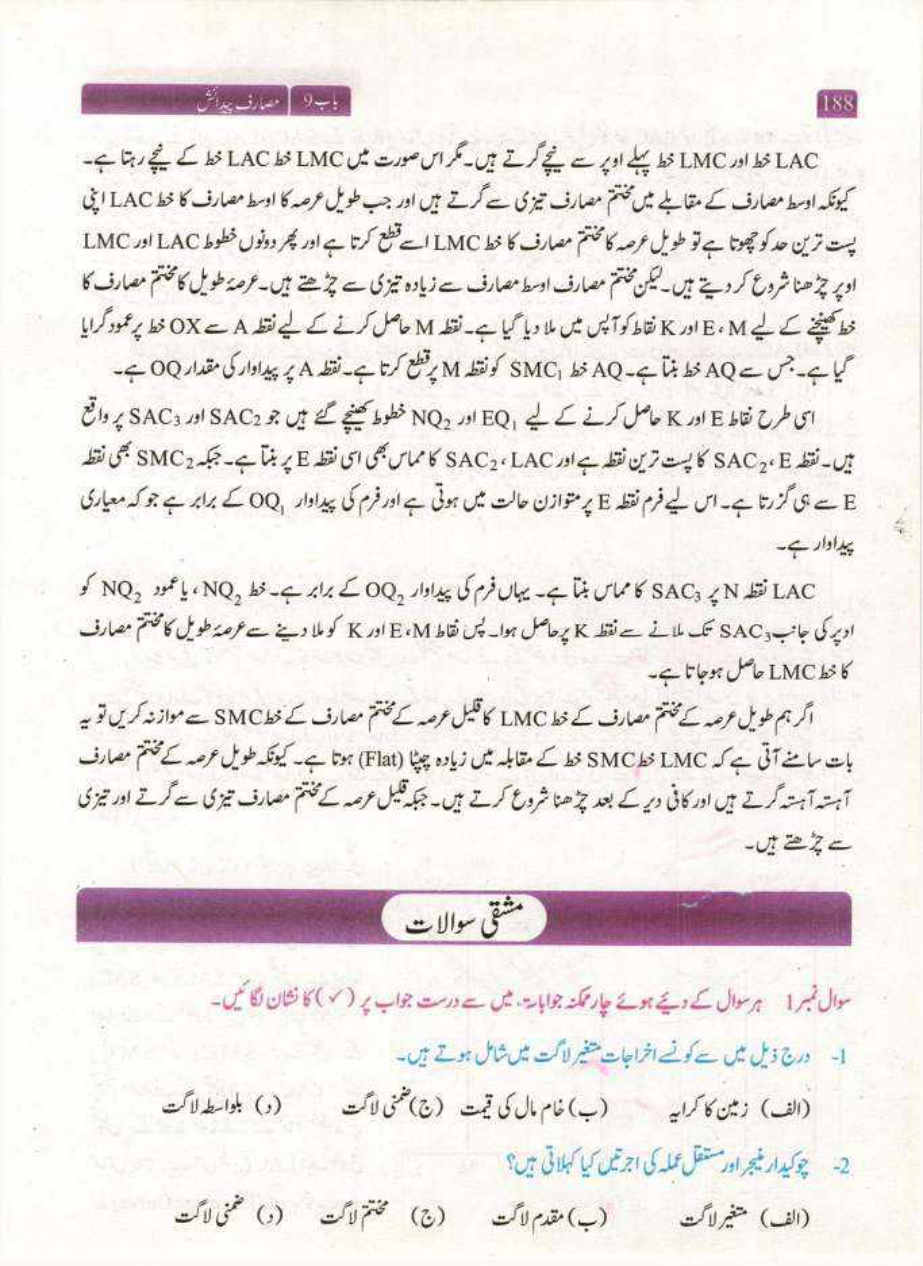 188
باب 9 مصارف پیدائش
LAC خط اور LMC خط پہلے اوپر سے نیچے گرتے ہیں۔ مگر اس صورت میں LMC خط LAC خط کے نیچے رہتا ہے۔
کیونکہ اوسط مصارف کے مقابلے میں مختتم مصارف تیزی سے گرتے ہیں اور جب طویل عرصہ کا اوسط مصارف کا خط LAC اپنی
پست ترین حد کو چھوتا ہے تو طویل عرصہ کا مختتم مصارف کا خط LMC اسے قطع کرتا ہے اور پھر دونوں خطوط LAC اور LMC
اوپر چڑھنا شروع کر دیتے ہیں۔ لیکن مختتم مصارف اوسط مصارف سے زیادہ تیزی سے چڑھتے ہیں۔ عرصۂ طویل کا مختتم مصارف کا
خط کھینچنے کے لیے E، M اور K نقاط کو آپس میں ملا دیا گیا ہے۔ نقطہ M حاصل کرنے کے لیے نقطہ A سے OX خط پر عمود گرایا
گیا ہے۔ جس سے AQ خط بنتا ہے۔ AQ خط SMC₁ کو نقطہ M پر قطع کرتا ہے۔ نقطہ A پر پیداوار کی مقدار OQ ہے۔
اسی طرح نقاط E اور K حاصل کرنے کے لیے EQ₁ اور NQ₂ خطوط کھینچے گئے ہیں جو SAC₂ اور SAC₃ پر واقع
ہیں۔ نقطہ E، SAC₂ کا پست ترین نقطہ ہے اور SAC₂، LAC کا مماس بھی اسی نقطہ E پر بنتا ہے۔ جبکہ SMC₂ بھی نقطہ
E سے ہی گزرتا ہے۔ اس لیے فرم نقطہ E پر متوازن حالت میں ہوتی ہے اور فرم کی پیداوار OQ₁ کے برابر ہے جو کہ معیاری
پیداوار ہے۔
LAC نقطہ N پر SAC₃ کا مماس بنتا ہے۔ یہاں فرم کی پیداوار OQ₂ کے برابر ہے۔ خط NQ₂، یا عمود NQ₂ کو
اوپر کی جانب SAC₃ تک ملانے سے نقطہ K پر حاصل ہوا۔ پس نقاط E، M اور K کو ملا دینے سے عرصۂ طویل کا مختتم مصارف
کا خط LMC حاصل ہو جاتا ہے۔
اگر ہم طویل عرصہ کے مختتم مصارف کے خط LMC کا قلیل عرصہ کے مختتم مصارف کے خط SMC سے موازنہ کریں تو یہ
بات سامنے آتی ہے کہ LMC خط SMC خط کے مقابلہ میں زیادہ چپٹا (Flat) ہوتا ہے۔ کیونکہ طویل عرصہ کے مختتم مصارف
آہستہ آہستہ گرتے ہیں اور کافی دیر کے بعد چڑھنا شروع کرتے ہیں۔ جبکہ قلیل عرصہ کے مختتم مصارف تیزی سے گرتے اور تیزی
سے چڑھتے ہیں۔
مشقی سوالات
سوال نمبر 1 ہر سوال کے دیئے ہوئے چار ممکنہ جوابات میں سے درست جواب پر (✓) کا نشان لگائیں۔
1- درج ذیل میں سے کونسے اخراجات متغیر لاگت میں شامل ہوتے ہیں۔
(الف) زمین کا کرایہ (ب) خام مال کی قیمت (ج) ضمنی لاگت (د) بلواسطہ لاگت
2- چوکیدار منیجر اور مستقل عملہ کی اجرتیں کیا کہلاتی ہیں؟
(الف) متغیر لاگت (ب) مقدم لاگت (ج) مختتم لاگت (د) ضمنی لاگت